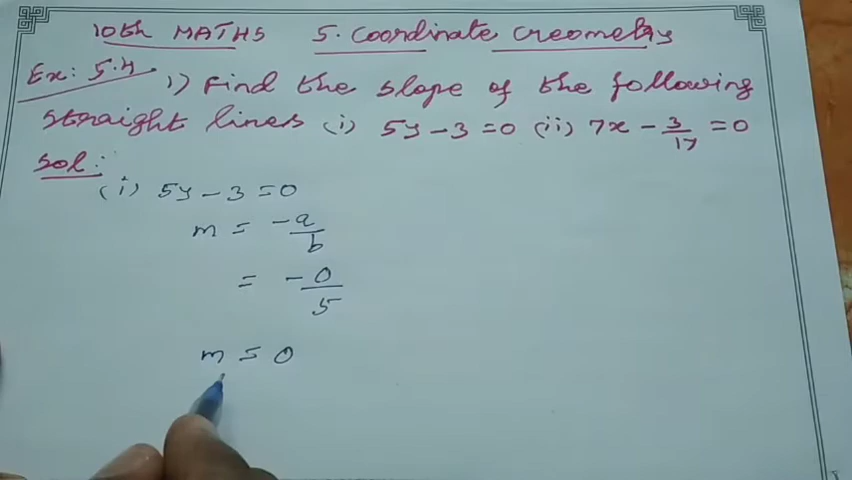 10th MATHS 5. Coordinate Geometry
Ex: 5.4 1) Find the slope of the following
straight lines (i) 5y - 3 = 0 (ii) 7x - 3/17 = 0
Sol:
(i) 5y - 3 = 0
m = -a/b
= -0/5
m = 0